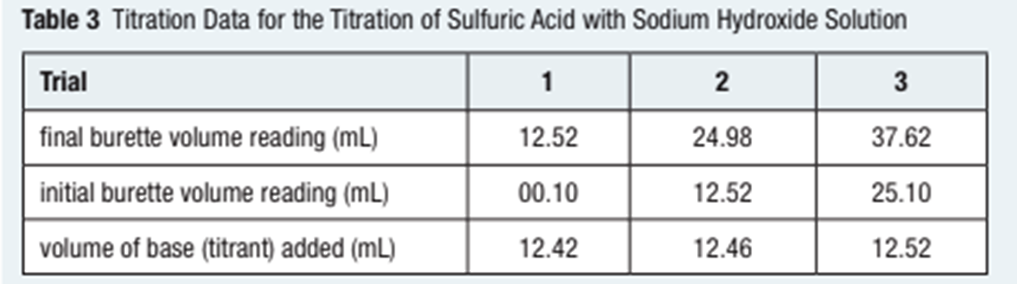 Table 3 Titration Data for the Titration of Sulfuric Acid with Sodium Hydroxide Solution
Trial 1 2 3
final burette volume reading (mL) 12.52 24.98 37.62
initial burette volume reading (mL) 00.10 12.52 25.10
volume of base (titrant) added (mL) 12.42 12.46 12.52